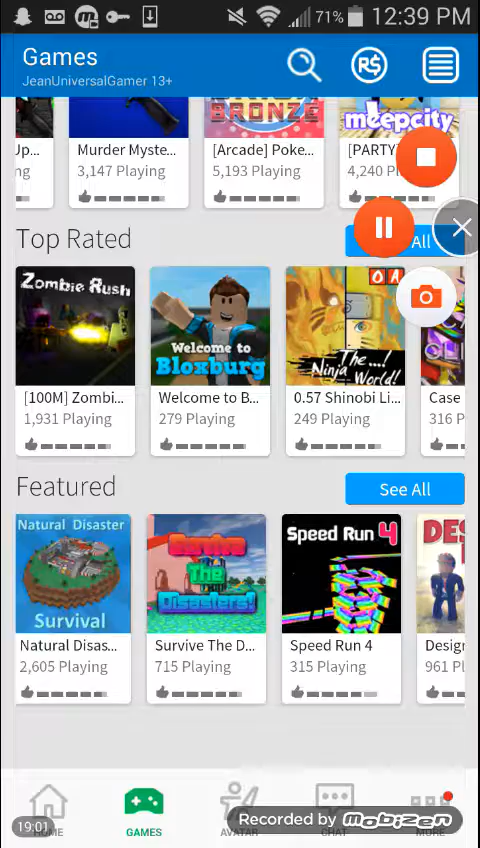 71% 12:39 PM
Games
JeanUniversalGamer 13+
R$
BRONZE
meepcity
Up... Murder Myste... [Arcade] Poke... [PARTY]
ng 3,147 Playing 5,193 Playing 4,240 P
Top Rated All
Zombie Rush
Welcome to
Bloxburg
The...!
Ninja World!
[100M] Zombi... Welcome to B... 0.57 Shinobi Li... Case
1,931 Playing 279 Playing 249 Playing 316 P
Featured See All
Natural Disaster
Survival
Survive
The
Disasters!
Speed Run 4
DES
Natural Disas... Survive The D... Speed Run 4 Design
2,605 Playing 715 Playing 315 Playing 961 Pl
19:01
HOME GAMES AVATAR CHAT MORE
Recorded by mobizen